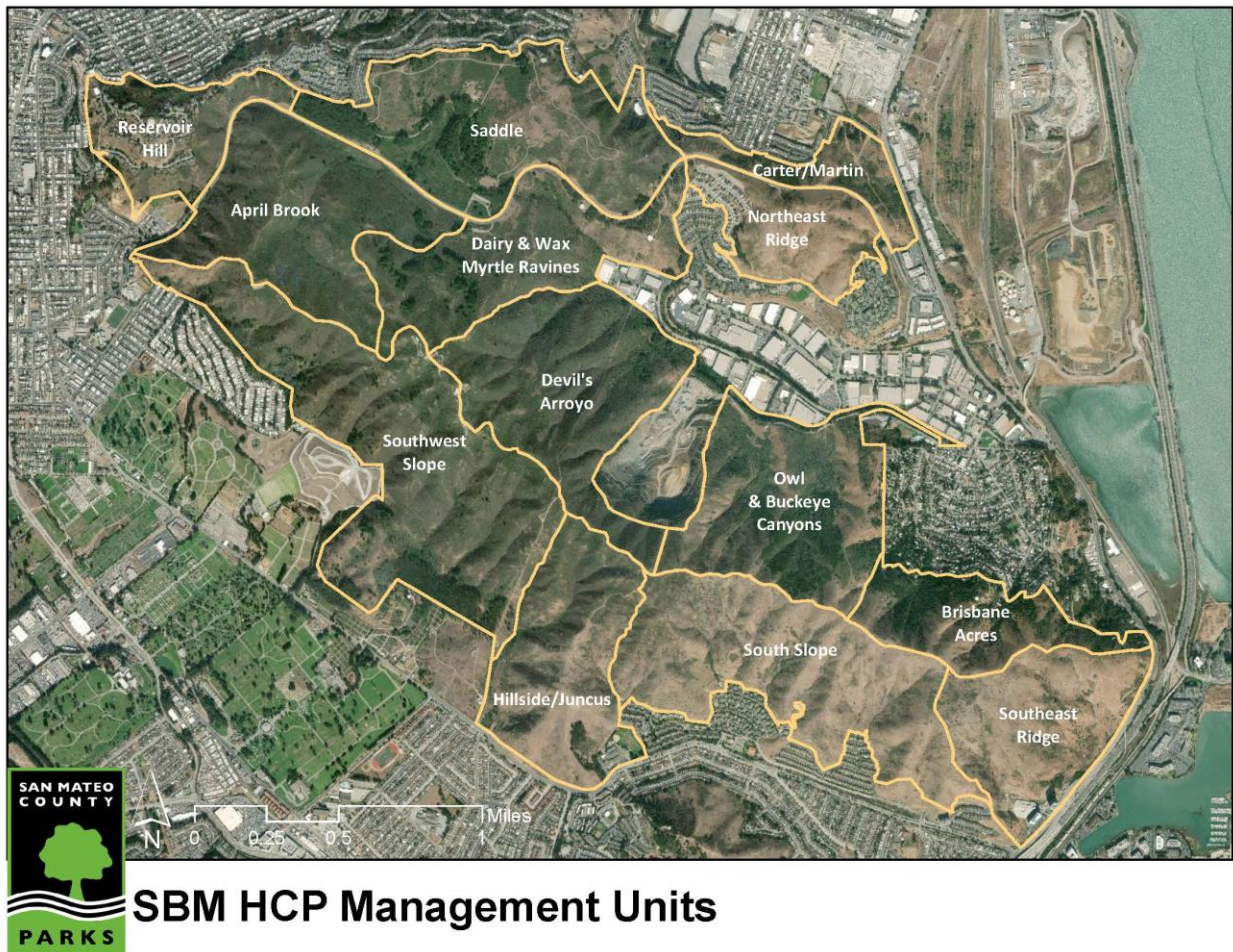 Reservoir
Hill
Saddle
Carter/Martin
April Brook
Northeast
Ridge
Dairy & Wax
Myrtle Ravines
Devil's
Arroyo
Southwest
Slope
Owl
& Buckeye
Canyons
Brisbane
Acres
South Slope
Hillside/Juncus
Southeast
Ridge
SAN MATEO
COUNTY
PARKS
N
0 0.25 0.5 1 Miles
SBM HCP Management Units